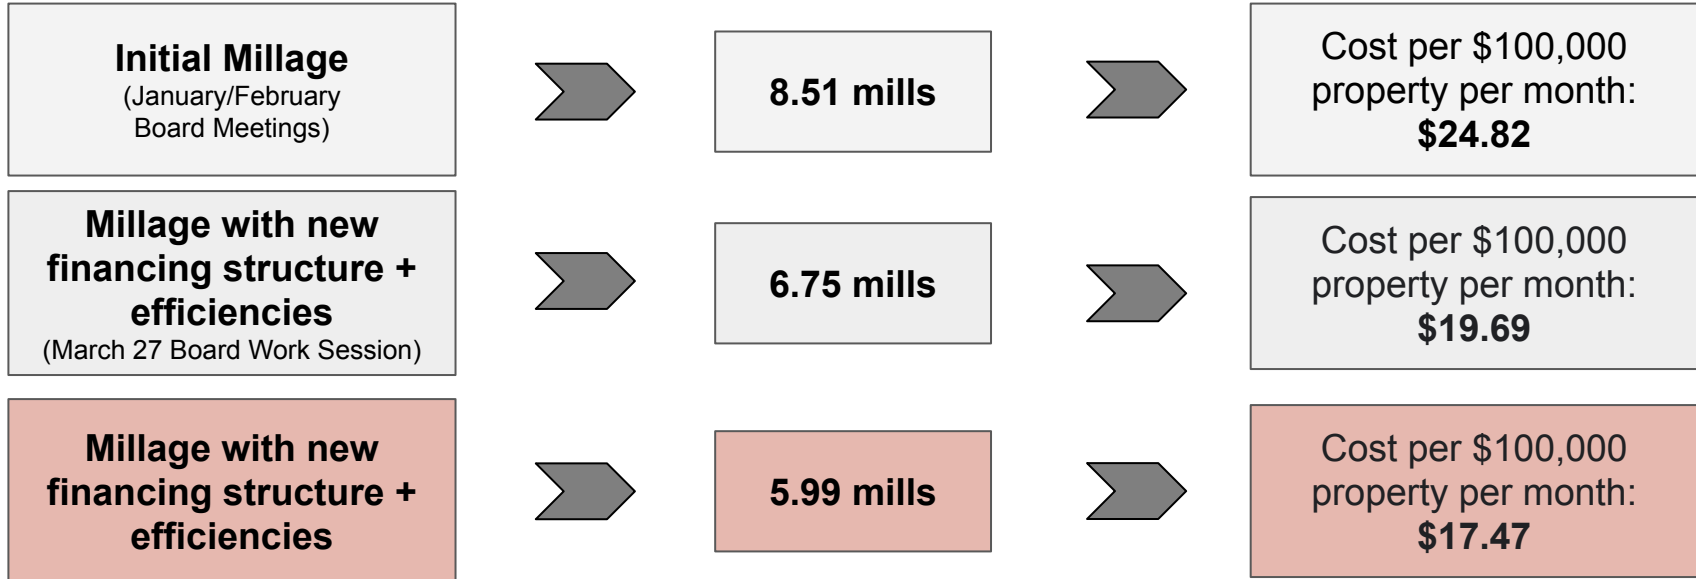 Initial Millage
(January/February
Board Meetings)
8.51 mills
Cost per $100,000
property per month:
$24.82
Millage with new
financing structure +
efficiencies
(March 27 Board Work Session)
6.75 mills
Cost per $100,000
property per month:
$19.69
Millage with new
financing structure +
efficiencies
5.99 mills
Cost per $100,000
property per month:
$17.47